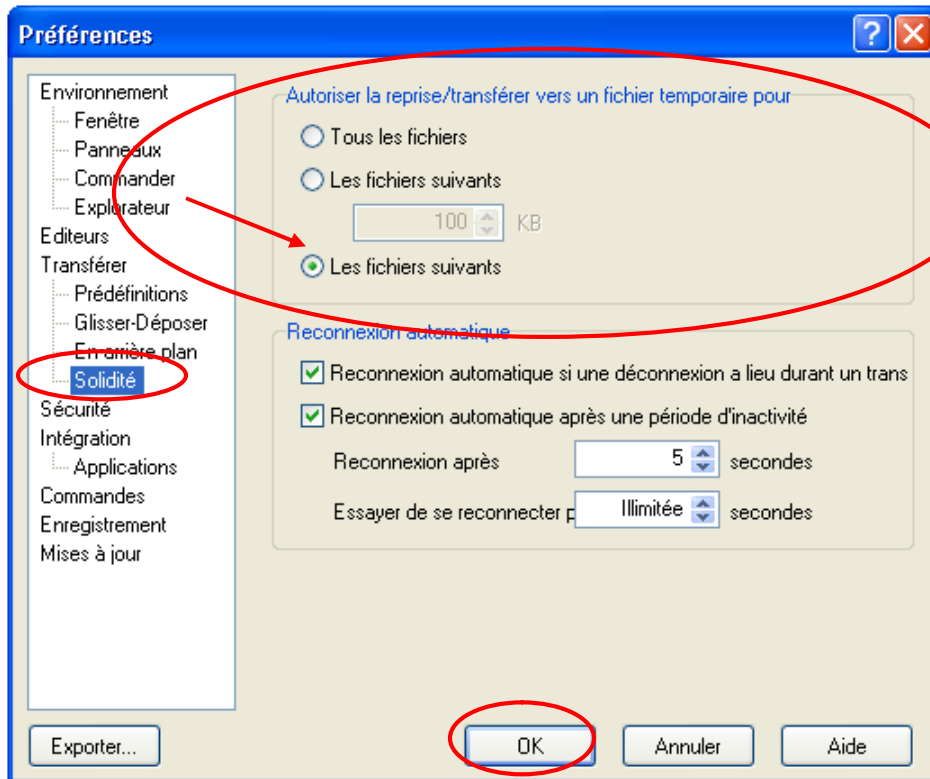 Préférences
Environnement
Fenêtre
Panneaux
Commander
Explorateur
Editeurs
Transférer
Prédéfinitions
Glisser-Déposer
En arrière plan
Solidité
Sécurité
Intégration
Applications
Commandes
Enregistrement
Mises à jour
Autoriser la reprise/transférer vers un fichier temporaire pour
Tous les fichiers
Les fichiers suivants
100 KB
Les fichiers suivants
Reconnexion automatique
Reconnexion automatique si une déconnexion a lieu durant un trans
Reconnexion automatique après une période d'inactivité
Reconnexion après 5 secondes
Essayer de se reconnecter p Illimitée secondes
Exporter... OK Annuler Aide